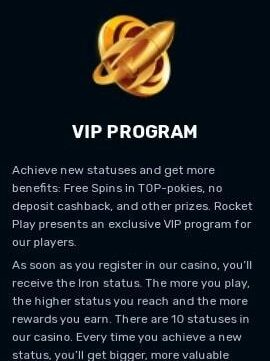 VIP PROGRAM
Achieve new statuses and get more
benefits: Free Spins in TOP-pokies, no
deposit cashback, and other prizes. Rocket
Play presents an exclusive VIP program for
our players.
As soon as you register in our casino, you'll
receive the Iron status. The more you play,
the higher status you reach and the more
rewards you earn. There are 10 statuses in
our casino. Every time you achieve a new
status, you'll get bigger, more valuable